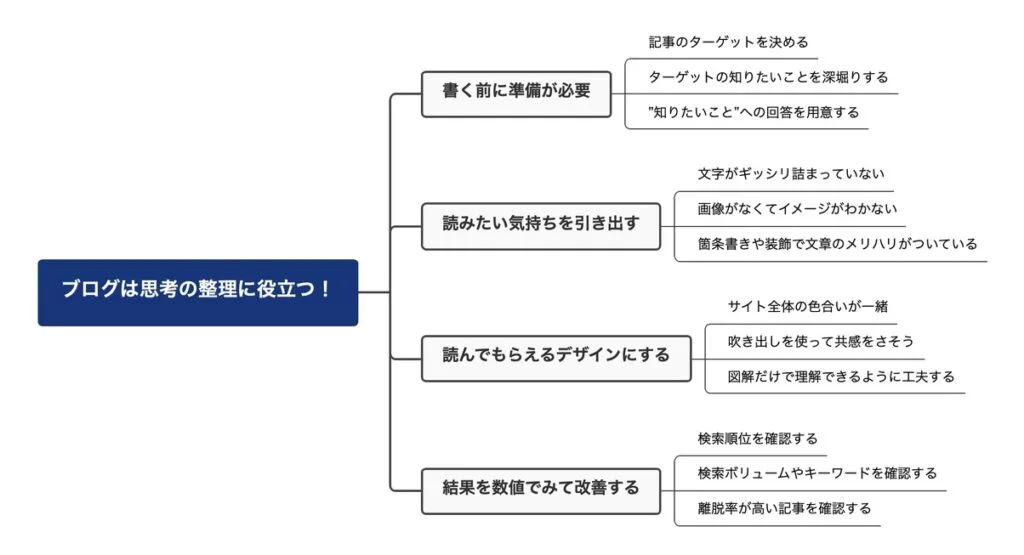 ブログは思考の整理に役立つ！
書く前に準備が必要
記事のターゲットを決める
ターゲットの知りたいことを深堀りする
”知りたいこと”への回答を用意する
読みたい気持ちを引き出す
文字がギッシリ詰まっていない
画像がなくてイメージがわかない
箇条書きや装飾で文章のメリハリがついている
読んでもらえるデザインにする
サイト全体の色合いが一緒
吹き出しを使って共感をさそう
図解だけで理解できるように工夫する
結果を数値でみて改善する
検索順位を確認する
検索ボリュームやキーワードを確認する
離脱率が高い記事を確認する